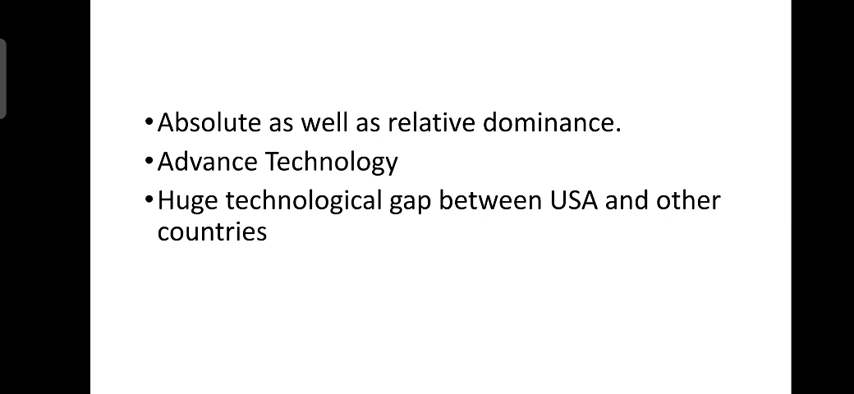 •Absolute as well as relative dominance.
•Advance Technology
•Huge technological gap between USA and other
countries